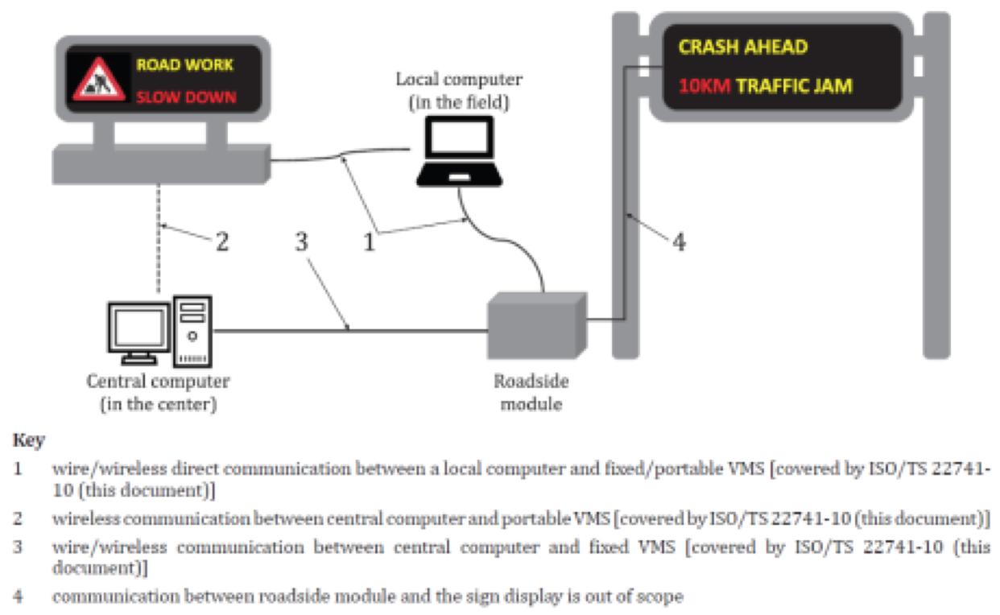 ROAD WORK
SLOW DOWN
CRASH AHEAD
10KM TRAFFIC JAM
Local computer
(in the field)
1
2
3
4
Central computer
(in the center)
Roadside
module
Key
1 wire/wireless direct communication between a local computer and fixed/portable VMS [covered by ISO/TS 22741-
10 (this document)]
2 wireless communication between central computer and portable VMS [covered by ISO/TS 22741-10 (this document)]
3 wire/wireless communication between central computer and fixed VMS [covered by ISO/TS 22741-10 (this
document)]
4 communication between roadside module and the sign display is out of scope